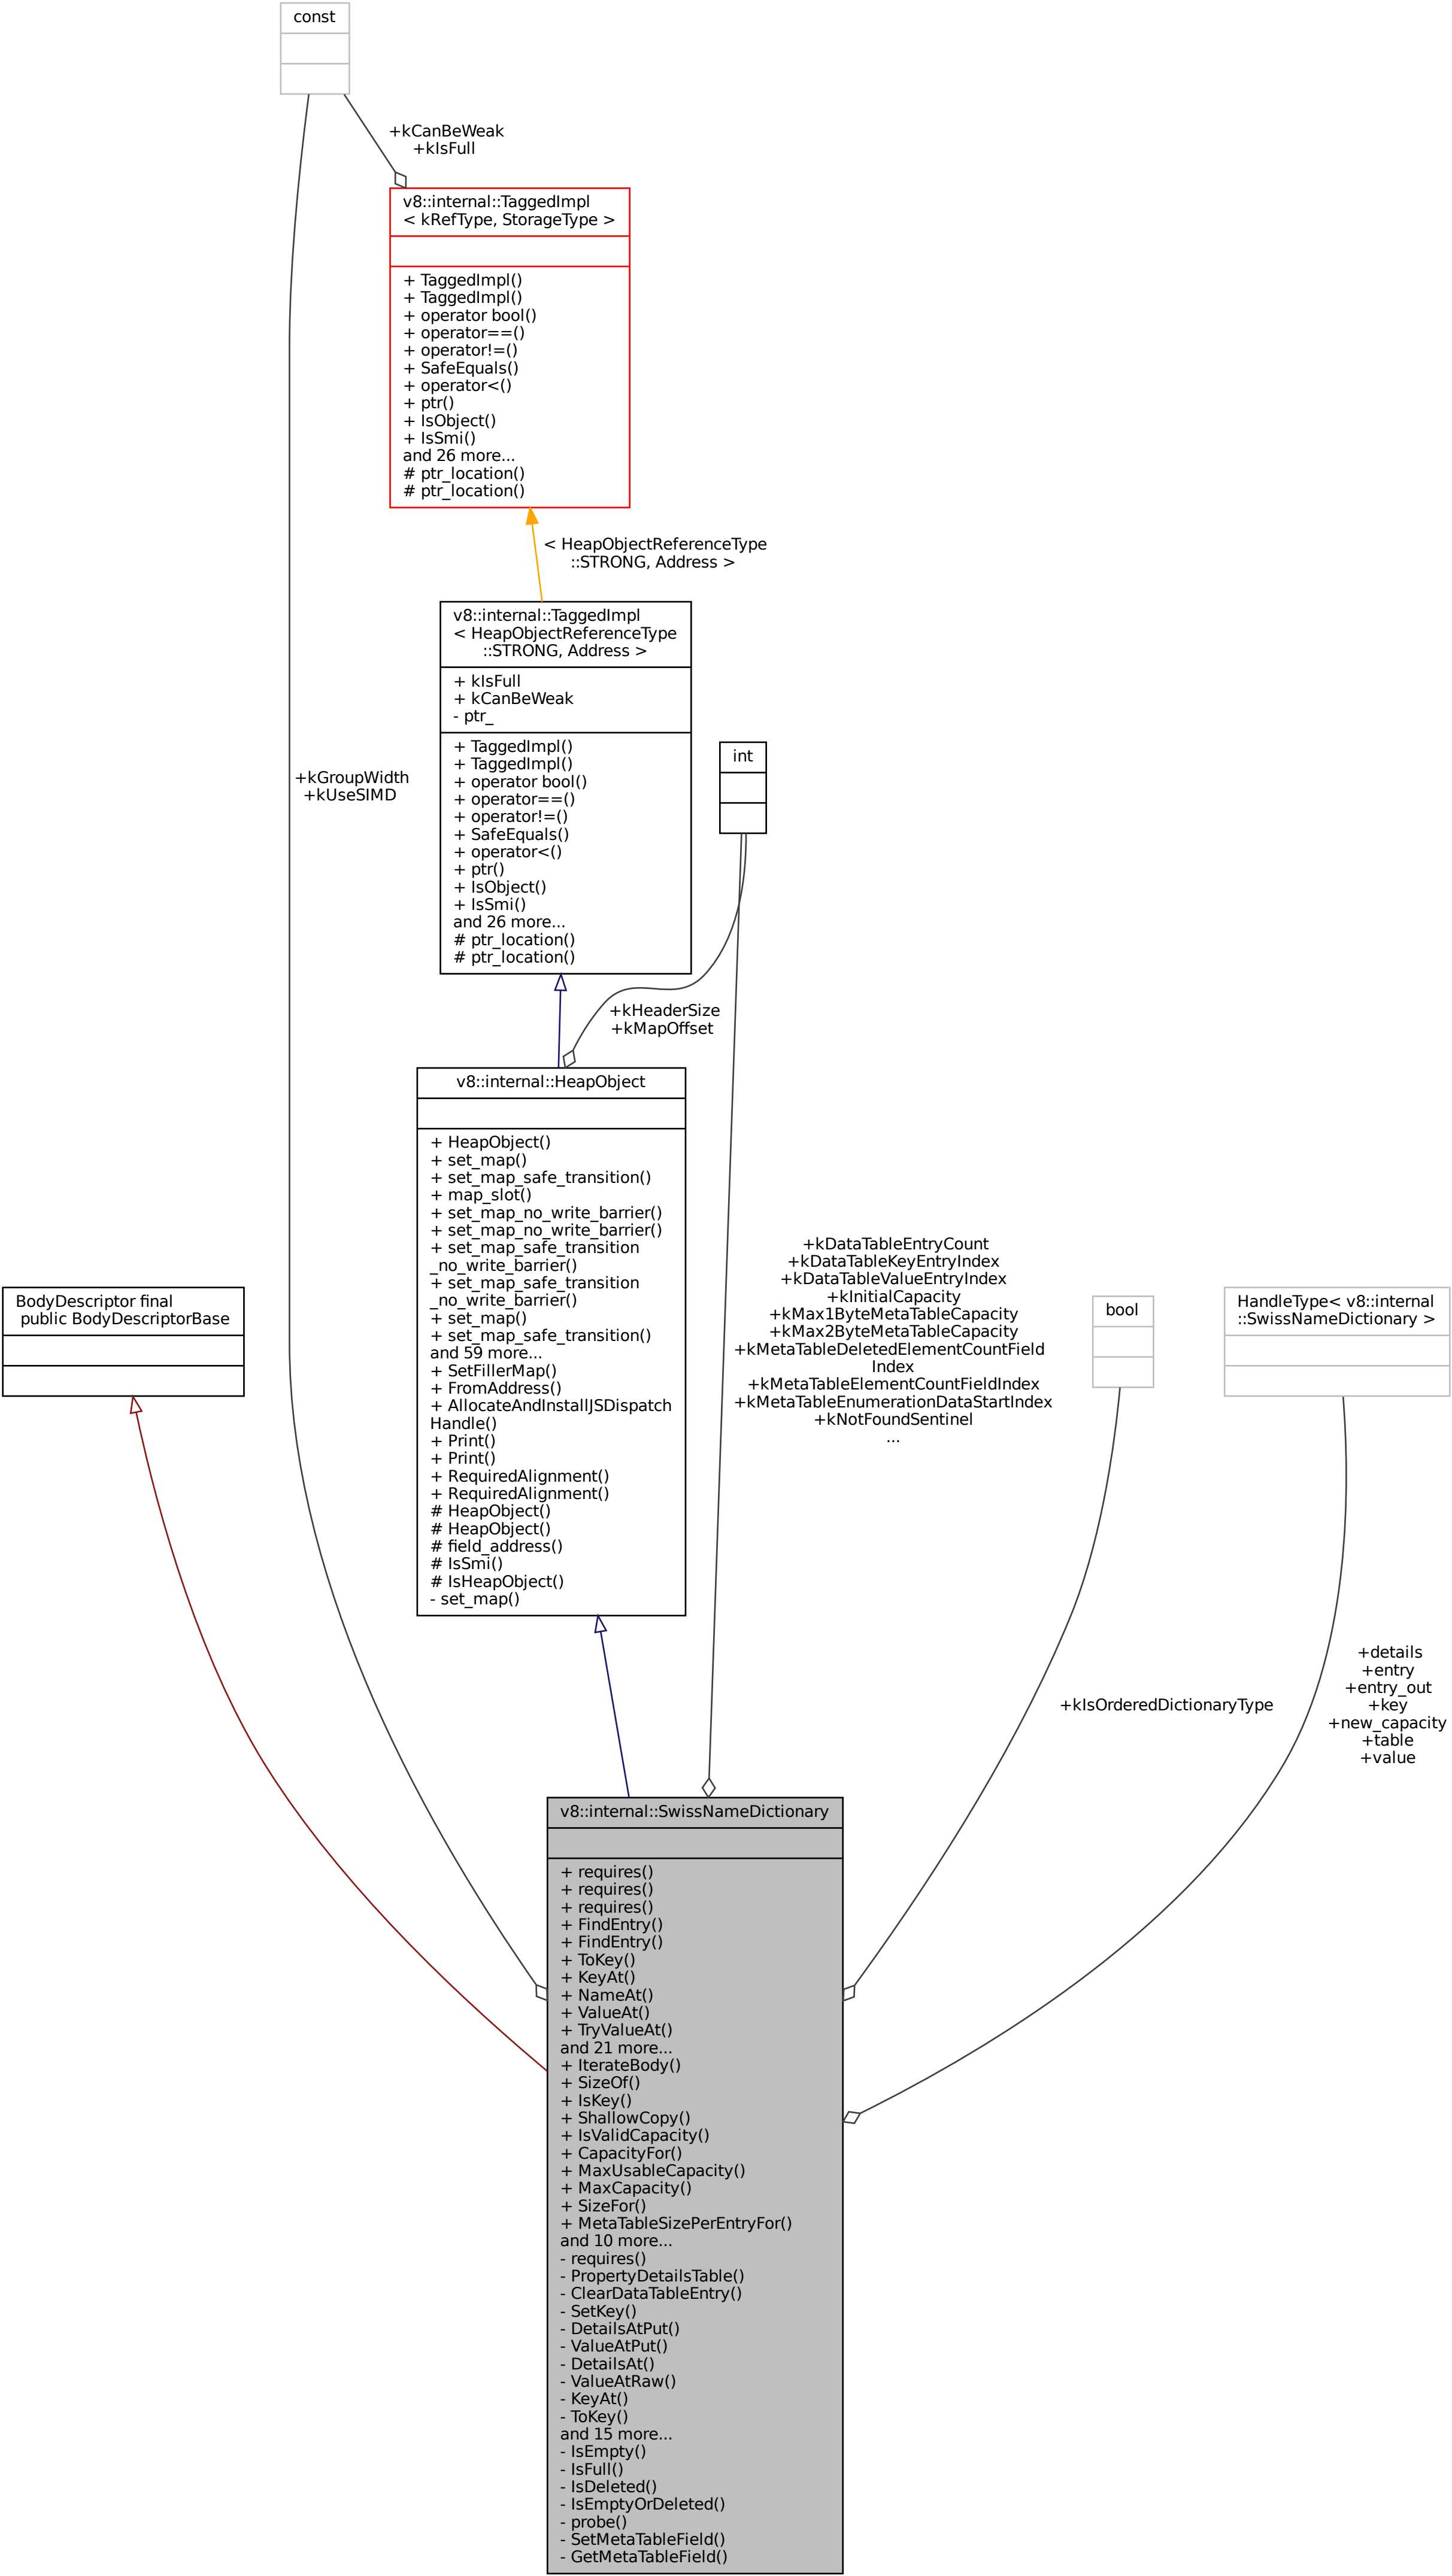 const
+kCanBeWeak
+kIsFull
v8::internal::TaggedImpl
< kRefType, StorageType >
+ TaggedImpl()
+ TaggedImpl()
+ operator bool()
+ operator==()
+ operator!=()
+ SafeEquals()
+ operator<()
+ ptr()
+ IsObject()
+ IsSmi()
and 26 more...
# ptr_location()
# ptr_location()
< HeapObjectReferenceType
::STRONG, Address >
v8::internal::TaggedImpl
< HeapObjectReferenceType
::STRONG, Address >
+ kIsFull
+ kCanBeWeak
- ptr_
+ TaggedImpl()
+ TaggedImpl()
+ operator bool()
+ operator==()
+ operator!=()
+ SafeEquals()
+ operator<()
+ ptr()
+ IsObject()
+ IsSmi()
and 26 more...
# ptr_location()
# ptr_location()
int
+kGroupWidth
+kUseSIMD
+kHeaderSize
+kMapOffset
v8::internal::HeapObject
+ HeapObject()
+ set_map()
+ set_map_safe_transition()
+ map_slot()
+ set_map_no_write_barrier()
+ set_map_no_write_barrier()
+ set_map_safe_transition
_no_write_barrier()
+ set_map_safe_transition
_no_write_barrier()
+ set_map()
+ set_map_safe_transition()
and 59 more...
+ SetFillerMap()
+ FromAddress()
+ AllocateAndInstallJSDispatch
Handle()
+ Print()
+ Print()
+ RequiredAlignment()
+ RequiredAlignment()
# HeapObject()
# HeapObject()
# field_address()
# IsSmi()
# IsHeapObject()
- set_map()
+kDataTableEntryCount
+kDataTableKeyEntryIndex
+kDataTableValueEntryIndex
+kInitialCapacity
+kMax1ByteMetaTableCapacity
+kMax2ByteMetaTableCapacity
+kMetaTableDeletedElementCountField
Index
+kMetaTableElementCountFieldIndex
+kMetaTableEnumerationDataStartIndex
+kNotFoundSentinel
...
BodyDescriptor final
public BodyDescriptorBase
bool
HandleType< v8::internal
::SwissNameDictionary >
+kIsOrderedDictionaryType
+details
+entry
+entry_out
+key
+new_capacity
+table
+value
v8::internal::SwissNameDictionary
+ requires()
+ requires()
+ requires()
+ FindEntry()
+ FindEntry()
+ ToKey()
+ KeyAt()
+ NameAt()
+ ValueAt()
+ TryValueAt()
and 21 more...
+ IterateBody()
+ SizeOf()
+ IsKey()
+ ShallowCopy()
+ IsValidCapacity()
+ CapacityFor()
+ MaxUsableCapacity()
+ MaxCapacity()
+ SizeFor()
+ MetaTableSizePerEntryFor()
and 10 more...
- requires()
- PropertyDetailsTable()
- ClearDataTableEntry()
- SetKey()
- DetailsAtPut()
- ValueAtPut()
- DetailsAt()
- ValueAtRaw()
- KeyAt()
- ToKey()
and 15 more...
- IsEmpty()
- IsFull()
- IsDeleted()
- IsEmptyOrDeleted()
- probe()
- SetMetaTableField()
- GetMetaTableField()